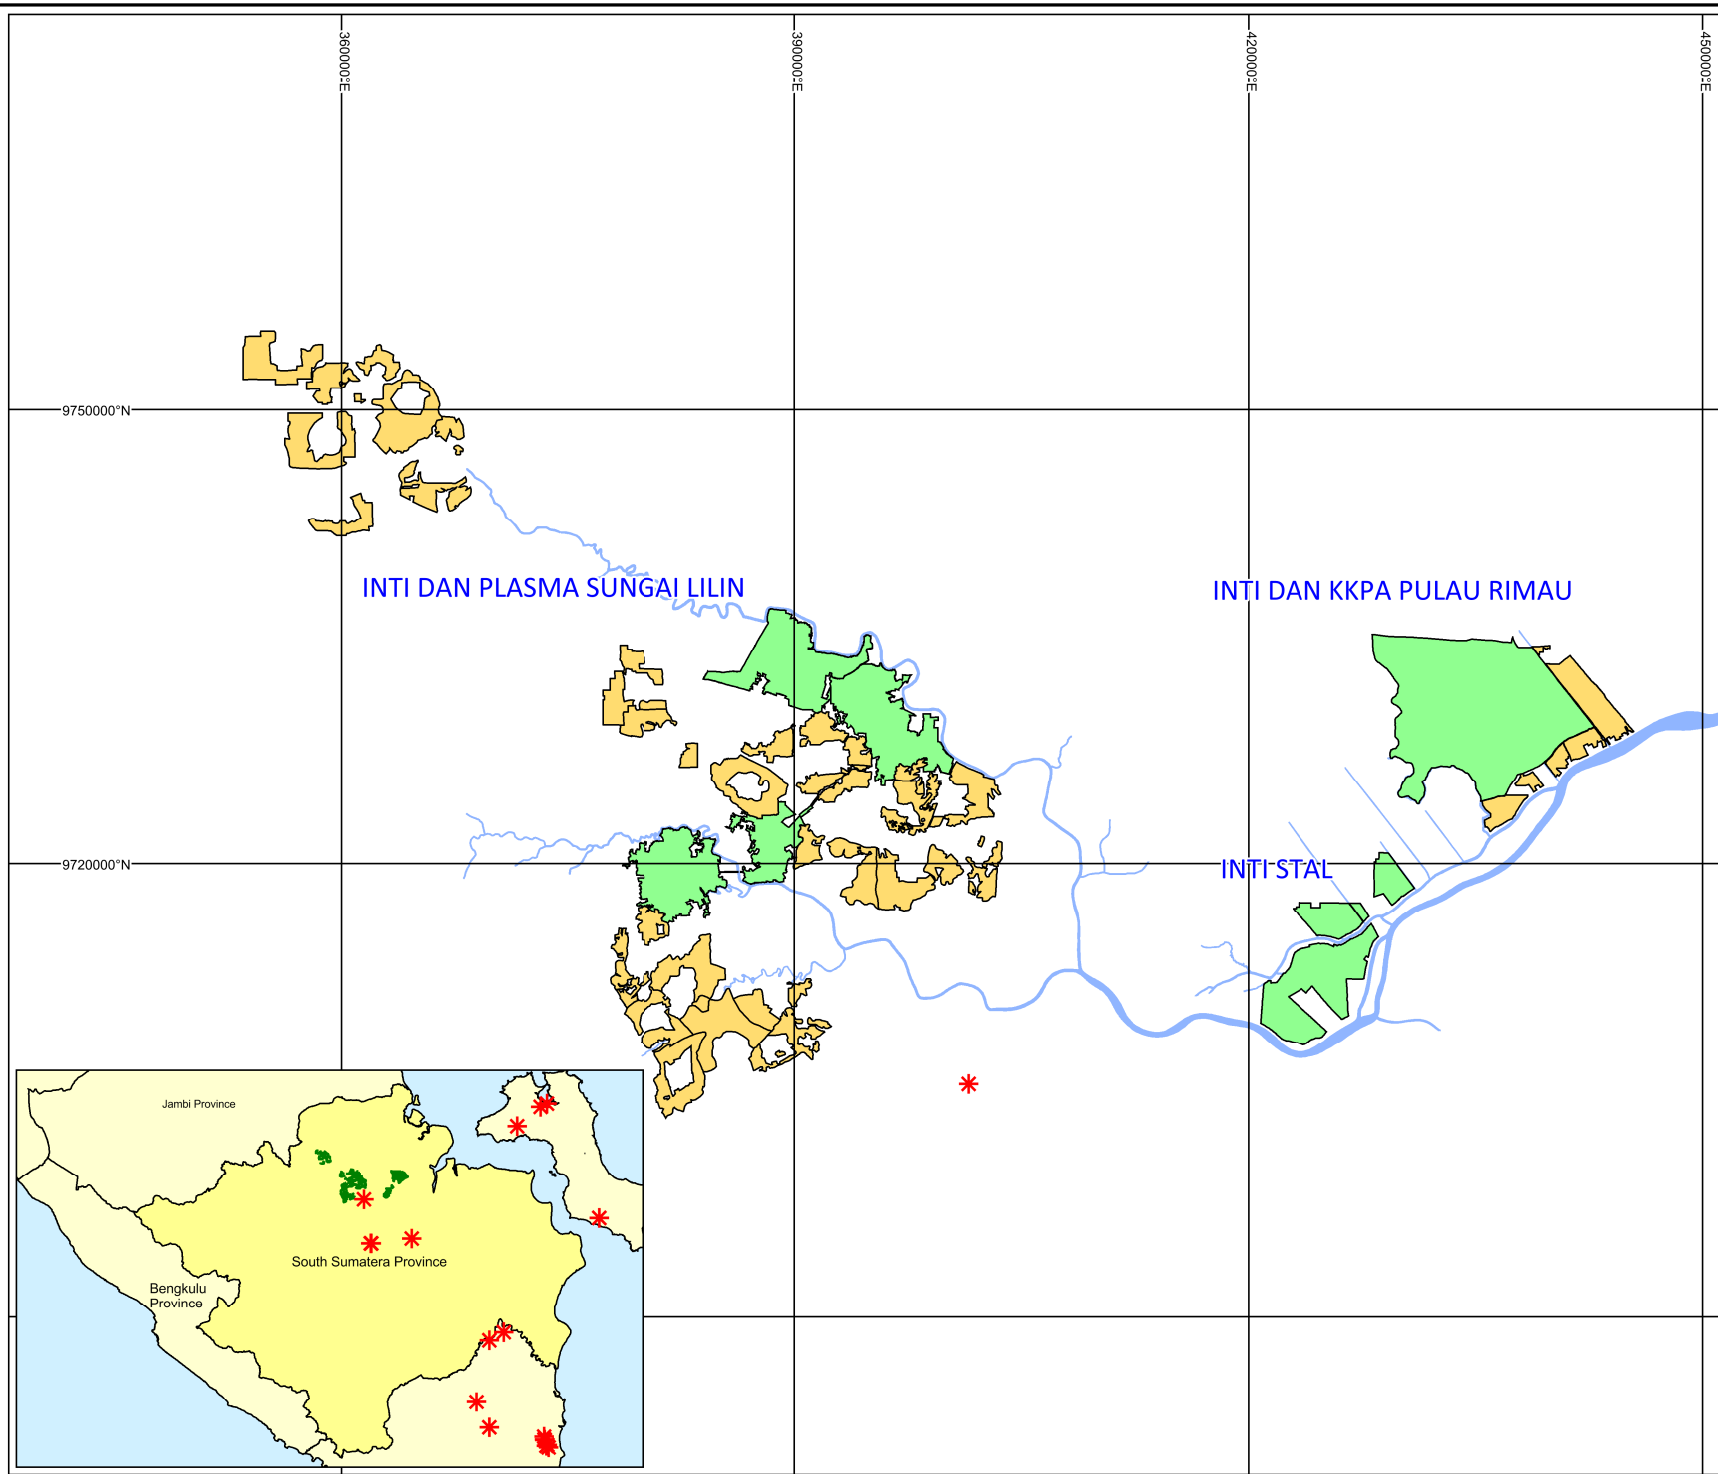 360000°E
390000°E
420000°E
450000°E
9750000°N
INTI DAN PLASMA SUNGAI LILIN
INTI DAN KKPA PULAU RIMAU
9720000°N
INTI STAL
Jambi Province
South Sumatera Province
Bengkulu
Province